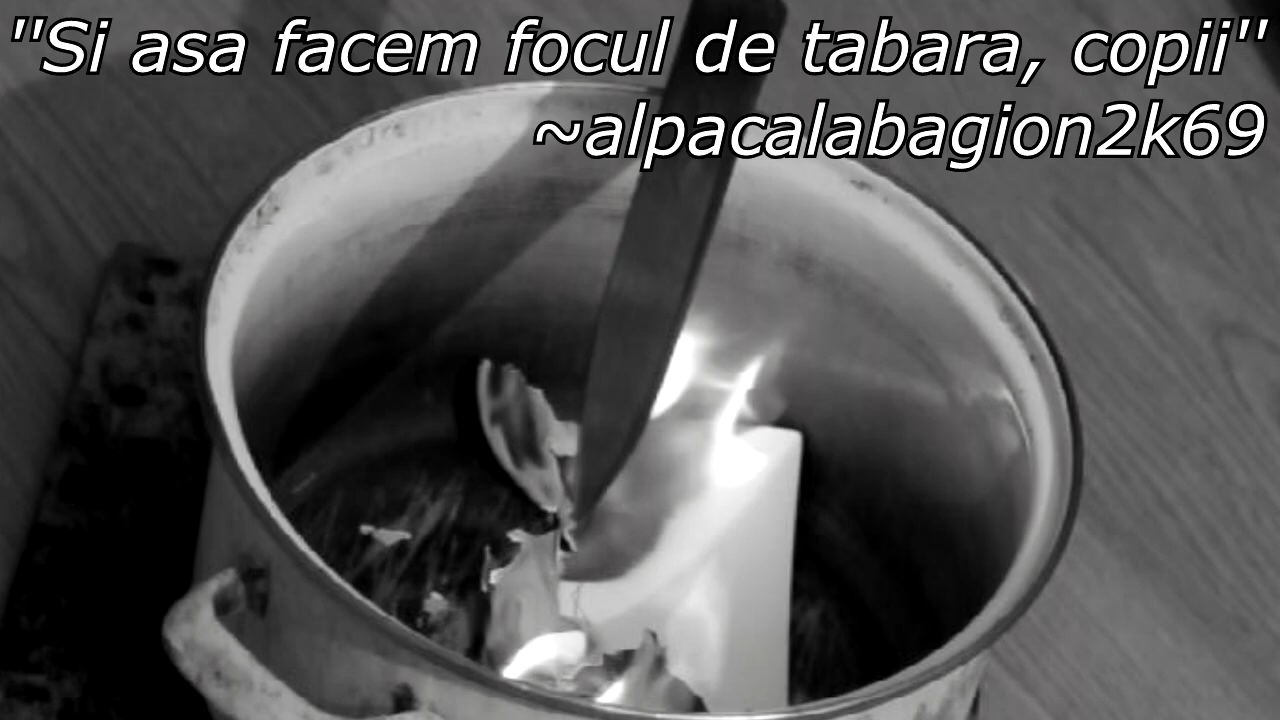 "Si asa facem focul de tabara, copii"
~alpacalabagion2k69